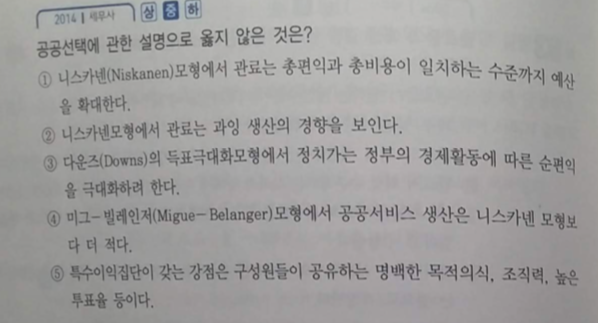 2014 | 세무사 상 중 하
공공선택에 관한 설명으로 옳지 않은 것은?
① 니스카넨(Niskanen)모형에서 관료는 총편익과 총비용이 일치하는 수준까지 예산
을 확대한다.
② 니스카넨모형에서 관료는 과잉 생산의 경향을 보인다.
③ 다운즈(Downs)의 득표극대화모형에서 정치가는 정부의 경제활동에 따른 순편익
을 극대화하려 한다.
④ 미그-빌레인저(Migue-Belanger)모형에서 공공서비스 생산은 니스카넨 모형보
다 더 적다.
⑤ 특수이익집단이 갖는 강점은 구성원들이 공유하는 명백한 목적의식, 조직력, 높은
투표율 등이다.